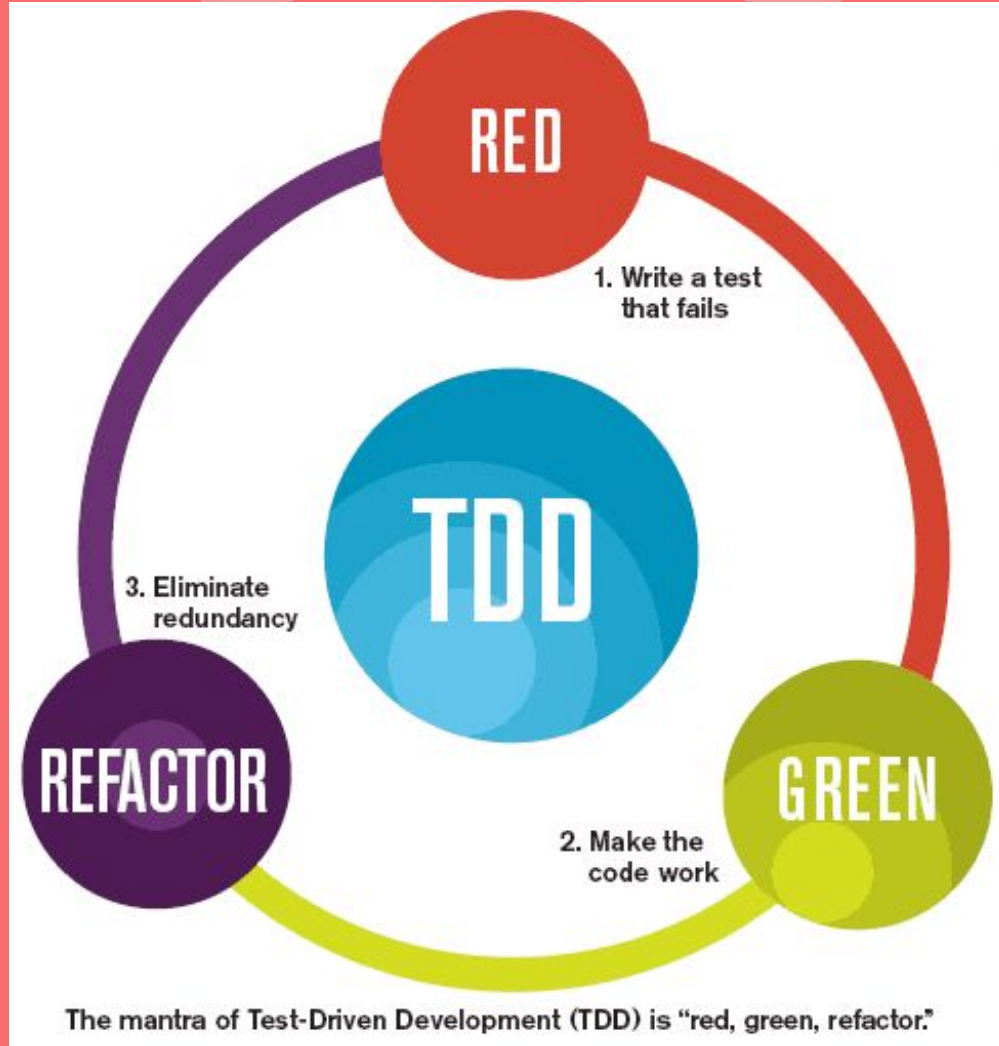 RED
1. Write a test
that fails
TDD
3. Eliminate
redundancy
REFACTOR
GREEN
2. Make the
code work
The mantra of Test-Driven Development (TDD) is “red, green, refactor.”